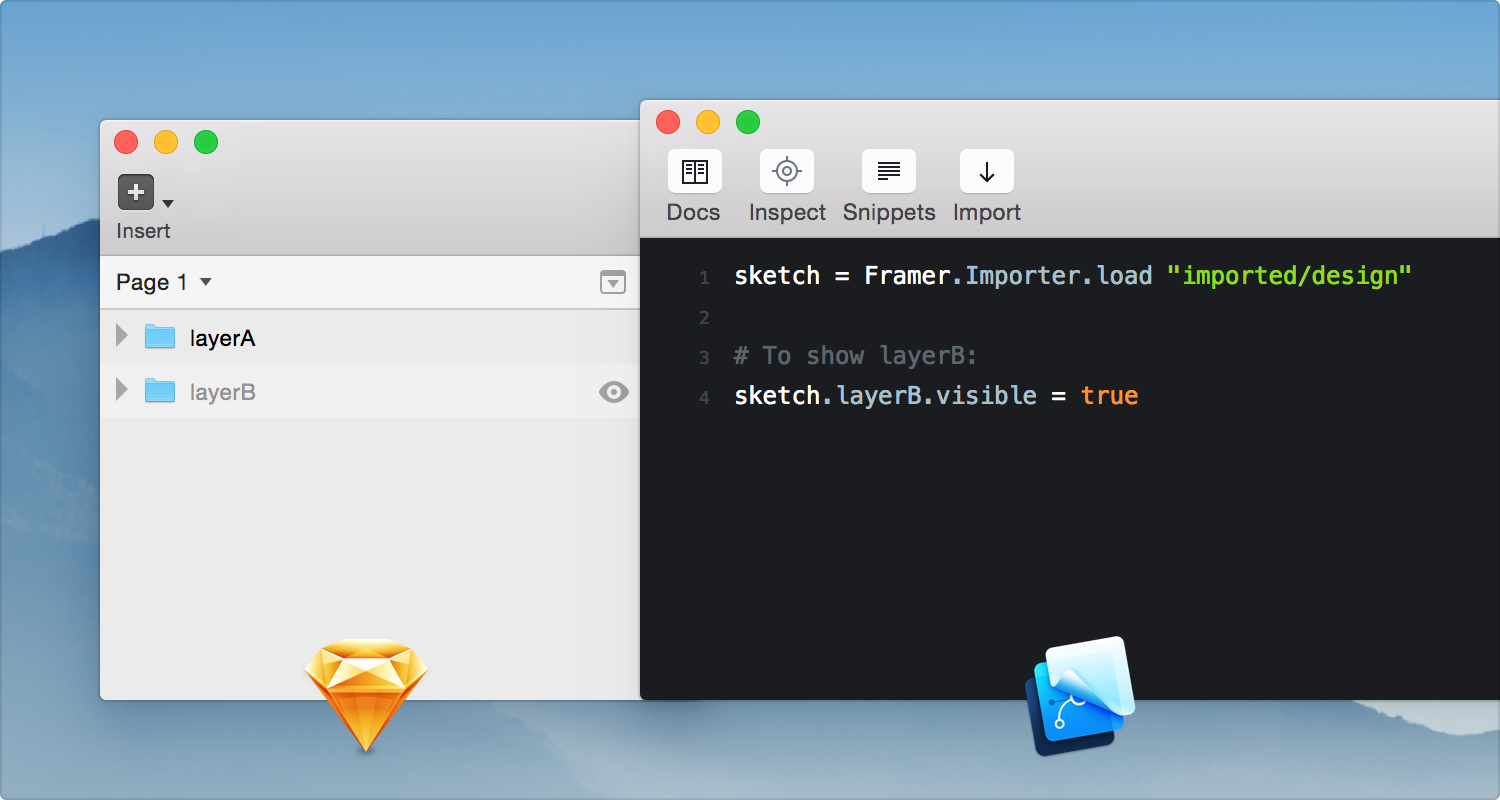 Insert
Page 1
layerA
layerB
Docs Inspect Snippets Import
1 sketch = Framer.Importer.load "imported/design"
2
3 # To show layerB:
4 sketch.layerB.visible = true